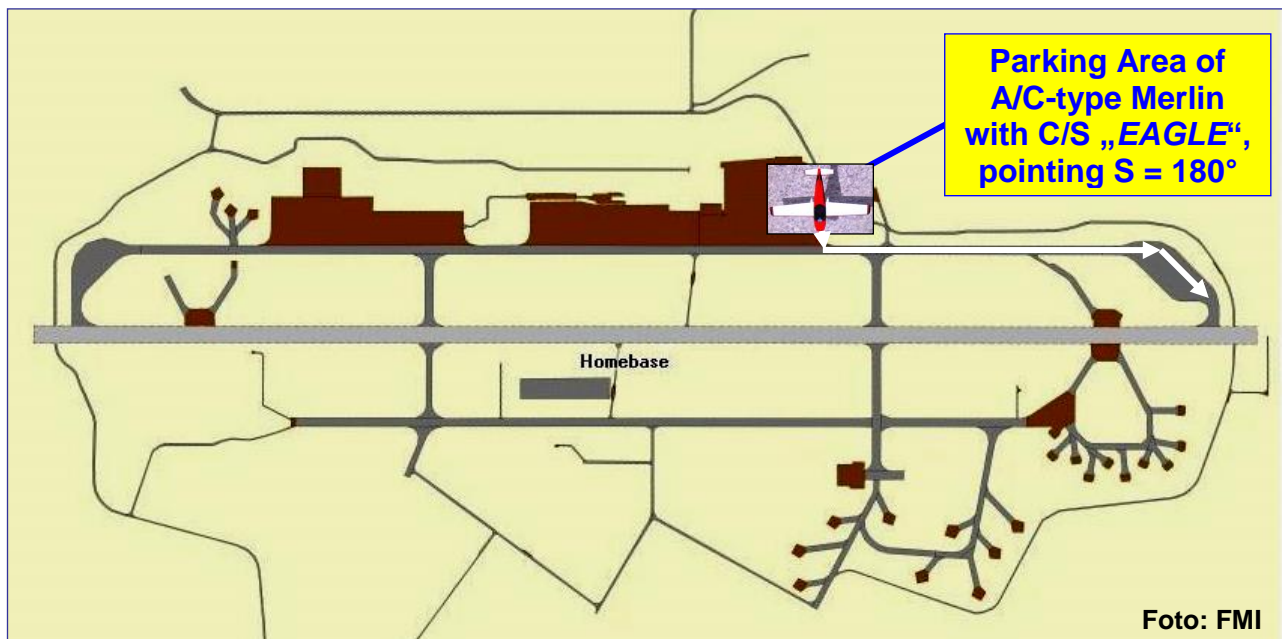 Parking Area of
A/C-type Merlin
with C/S „EAGLE“,
pointing S = 180°
Homebase
Foto: FMI